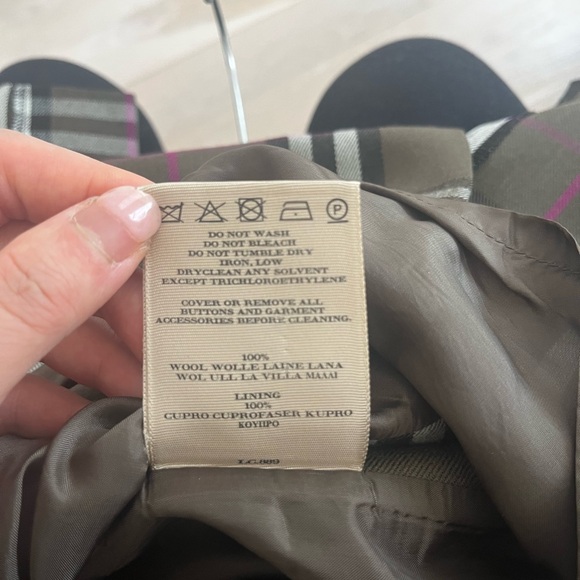 P
DO NOT WASH
DO NOT BLEACH
DO NOT TUMBLE DRY
IRON, LOW
DRYCLEAN ANY SOLVENT
EXCEPT TRICHLOROETHYLENE
COVER OR REMOVE ALL
BUTTONS AND GARMENT
ACCESSORIES BEFORE CLEANING.
100%
WOOL WOLLE LAINE LANA
WOL ULL LA VILLA MAAAI
LINING
100%
CUPRO CUPROFASER KUPRO
ΚΟΥΠΡΟ